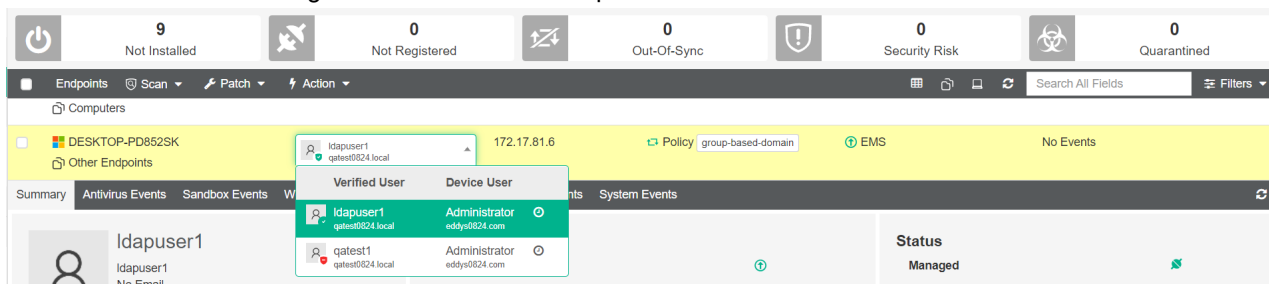 9
Not Installed
0
Not Registered
0
Out-Of-Sync
0
Security Risk
0
Quarantined
Endpoints Scan Patch Action Search All Fields Filters
Computers
DESKTOP-PD852SK
Other Endpoints
ldapuser1
qatest0824.local
172.17.81.6
Policy group-based-domain
EMS
No Events
Summary Antivirus Events Sandbox Events System Events
Verified User Device User
ldapuser1 Administrator
qatest0824.local eddys0824.com
qatest1 Administrator
qatest0824.local eddys0824.com
ldapuser1
ldapuser1
No Email
Status
Managed